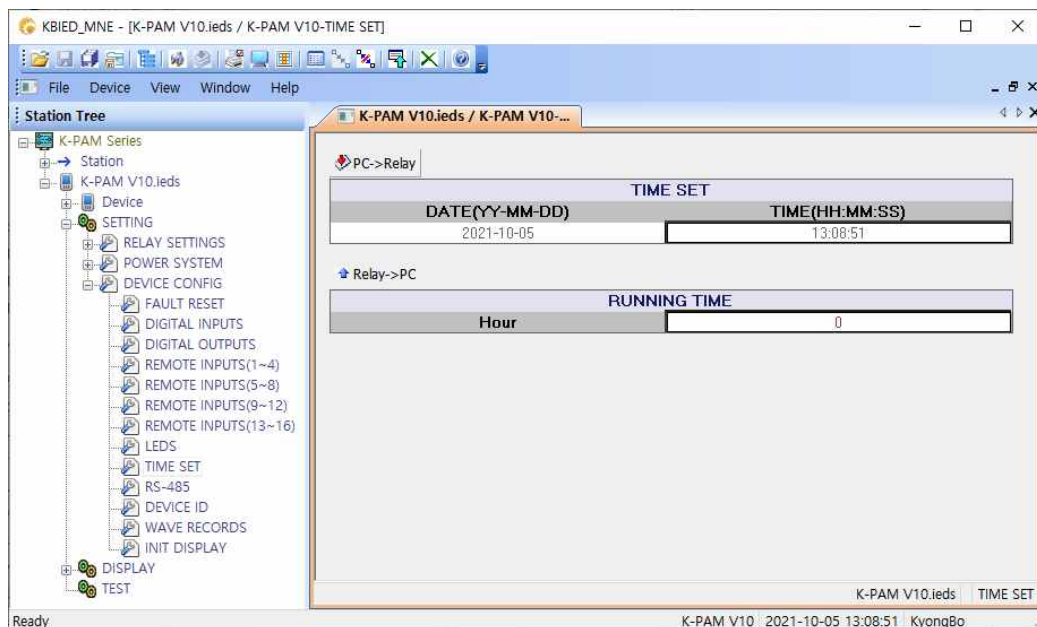 KBIED_MNE - [K-PAM V10.ieds / K-PAM V10-TIME SET]
File Device View Window Help
Station Tree
K-PAM Series
Station
K-PAM V10.ieds
Device
SETTING
RELAY SETTINGS
POWER SYSTEM
DEVICE CONFIG
FAULT RESET
DIGITAL INPUTS
DIGITAL OUTPUTS
REMOTE INPUTS(1~4)
REMOTE INPUTS(5~8)
REMOTE INPUTS(9~12)
REMOTE INPUTS(13~16)
LEDS
TIME SET
RS-485
DEVICE ID
WAVE RECORDS
INIT DISPLAY
DISPLAY
TEST
K-PAM V10.ieds / K-PAM V10-...
PC->Relay
TIME SET
DATE(YY-MM-DD) TIME(HH:MM:SS)
2021-10-05 13:08:51
Relay->PC
RUNNING TIME
Hour 0
K-PAM V10.ieds TIME SET
Ready K-PAM V10 2021-10-05 13:08:51 KyongBo